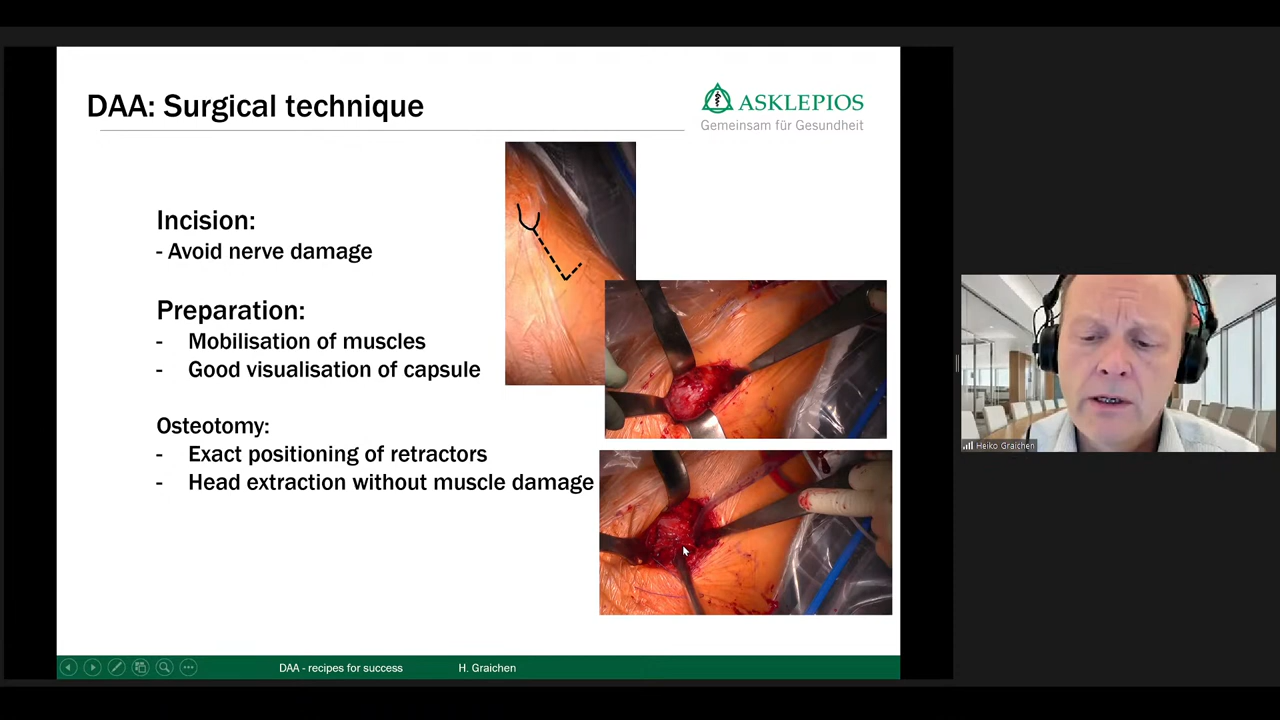 DAA: Surgical technique
ASKLEPIOS
Gemeinsam für Gesundheit
Incision:
- Avoid nerve damage
Preparation:
- Mobilisation of muscles
- Good visualisation of capsule
Osteotomy:
- Exact positioning of retractors
- Head extraction without muscle damage
Heiko Graichen
DAA - recipes for success H. Graichen